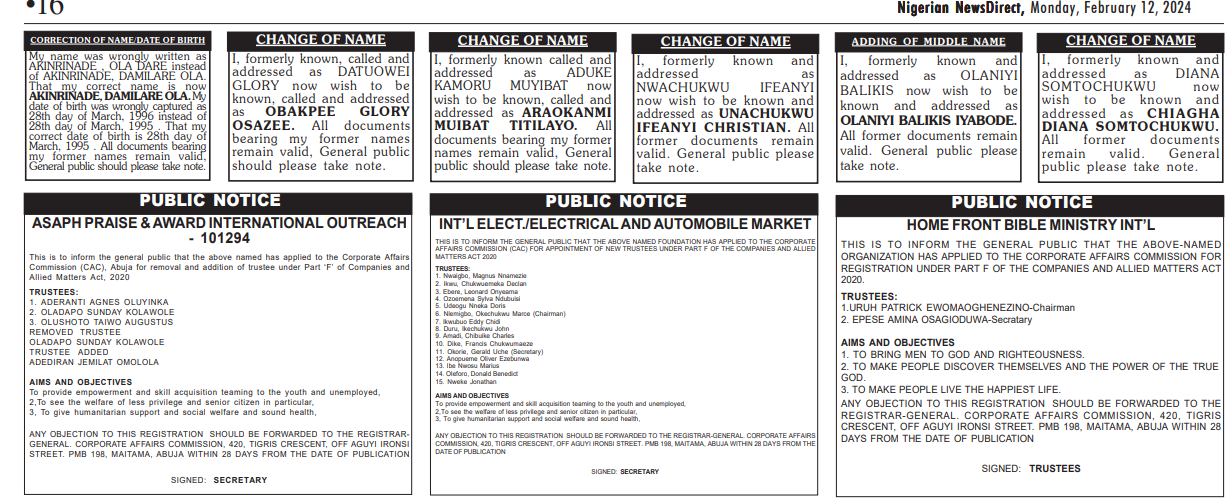 •16
Nigerian NewsDirect, Monday, February 12, 2024
CORRECTION OF NAME/DATE OF BIRTH
My name was wrongly written as
AKINRINADE , OLA DARE instead
of AKINRINADE, DAMILARE OLA.
That my correct name is now
AKINRINADE, DAMILARE OLA. My
date of birth was wrongly captured as
28th day of March, 1996 instead of
28th day of March, 1995 . That my
correct date of birth is 28th day of
March, 1995 . All documents bearing
my former names remain valid,
General public should please take note.
CHANGE OF NAME
I, formerly known, called and
addressed as DATUOWEI
GLORY now wish to be
known, called and addressed
as OBAKPEE GLORY
OSAZEE. All documents
bearing my former names
remain valid, General public
should please take note.
CHANGE OF NAME
I, formerly known called and
addressed as ADUKE
KAMORU MUYIBAT now
wish to be known, called and
addressed as ARAOKANMI
MUIBAT TITILAYO. All
documents bearing my former
names remain valid, General
public should please take note.
CHANGE OF NAME
I, formerly known and
addressed as
NWACHUKWU IFEANYI
now wish to be known and
addressed as UNACHUKWU
IFEANYI CHRISTIAN. All
former documents remain
valid. General public please
take note.
ADDING OF MIDDLE NAME
I, formerly known and
addressed as OLANIYI
BALIKIS now wish to be
known and addressed as
OLANIYI BALIKIS IYABODE.
All former documents remain
valid. General public please
take note.
CHANGE OF NAME
I, formerly known and
addressed as DIANA
SOMTOCHUKWU now
wish to be known and
addressed as CHIAGHA
DIANA SOMTOCHUKWU.
All former documents
remain valid. General
public please take note.
PUBLIC NOTICE
ASAPH PRAISE & AWARD INTERNATIONAL OUTREACH
- 101294
This is to inform the general public that the above named has applied to the Corporate Affairs
Commission (CAC), Abuja for removal and addition of trustee under Part 'F' of Companies and
Allied Matters Act, 2020
TRUSTEES:
1. ADERANTI AGNES OLUYINKA
2. OLADAPO SUNDAY KOLAWOLE
3. OLUSHOTO TAIWO AUGUSTUS
REMOVED TRUSTEE
OLADAPO SUNDAY KOLAWOLE
TRUSTEE ADDED
ADEDIRAN JEMILAT OMOLOLA
AIMS AND OBJECTIVES
To provide empowerment and skill acquisition teaming to the youth and unemployed,
2,To see the welfare of less privilege and senior citizen in particular,
3, To give humanitarian support and social welfare and sound health,
ANY OBJECTION TO THIS REGISTRATION SHOULD BE FORWARDED TO THE REGISTRAR-
GENERAL. CORPORATE AFFAIRS COMMISSION, 420, TIGRIS CRESCENT, OFF AGUYI IRONSI
STREET. PMB 198, MAITAMA, ABUJA WITHIN 28 DAYS FROM THE DATE OF PUBLICATION
SIGNED: SECRETARY
PUBLIC NOTICE
INT'L ELECT./ELECTRICAL AND AUTOMOBILE MARKET
THIS IS TO INFORM THE GENERAL PUBLIC THAT THE ABOVE NAMED FOUNDATION HAS APPLIED TO THE CORPORATE
AFFAIRS COMMISSION (CAC) FOR APPOINTMENT OF NEW TRUSTEES UNDER PART F OF THE COMPANIES AND ALLIED
MATTERS ACT 2020
TRUSTEES:
1. Nwaigbo, Magnus Nnamezie
2. Ikwu, Chukwuemeka Declan
3. Ebere, Leonard Onyeama
4. Ozoemena Sylva Ndubuisi
5. Udeogu Nneka Doris
6. Nlemigbo, Okechukwu Marce (Chairman)
7. Ikwubuo Eddy Chidi
8. Duru, Ikechukwu John
9. Amadi, Chibuike Charles
10. Dike, Francis Chukwumaeze
11. Okorie, Gerald Uche (Secretary)
12. Anopueme Oliver Ezebunwa
13. Ibe Nwosu Marius
14. Oleforo, Donald Benedict
15. Nweke Jonathan
AIMS AND OBJECTIVES
To provide empowerment and skill acquisition teaming to the youth and unemployed,
2,To see the welfare of less privilege and senior citizen in particular,
3, To give humanitarian support and social welfare and sound health,
ANY OBJECTION TO THIS REGISTRATION SHOULD BE FORWARDED TO THE REGISTRAR-GENERAL. CORPORATE AFFAIRS
COMMISSION, 420, TIGRIS CRESCENT, OFF AGUYI IRONSI STREET. PMB 198, MAITAMA, ABUJA WITHIN 28 DAYS FROM THE
DATE OF PUBLICATION
SIGNED: SECRETARY
PUBLIC NOTICE
HOME FRONT BIBLE MINISTRY INT'L
THIS IS TO INFORM THE GENERAL PUBLIC THAT THE ABOVE-NAMED
ORGANIZATION HAS APPLIED TO THE CORPORATE AFFAIRS COMMISSION FOR
REGISTRATION UNDER PART F OF THE COMPANIES AND ALLIED MATTERS ACT
2020.
TRUSTEES:
1.URUH PATRICK EWOMAOGHENEZINO-Chairman
2. EPESE AMINA OSAGIODUWA-Secratary
AIMS AND OBJECTIVES
1. TO BRING MEN TO GOD AND RIGHTEOUSNESS.
2. TO MAKE PEOPLE DISCOVER THEMSELVES AND THE POWER OF THE TRUE
GOD.
3. TO MAKE PEOPLE LIVE THE HAPPIEST LIFE.
ANY OBJECTION TO THIS REGISTRATION SHOULD BE FORWARDED TO THE
REGISTRAR-GENERAL. CORPORATE AFFAIRS COMMISSION, 420, TIGRIS
CRESCENT, OFF AGUYI IRONSI STREET. PMB 198, MAITAMA, ABUJA WITHIN 28
DAYS FROM THE DATE OF PUBLICATION
SIGNED: TRUSTEES